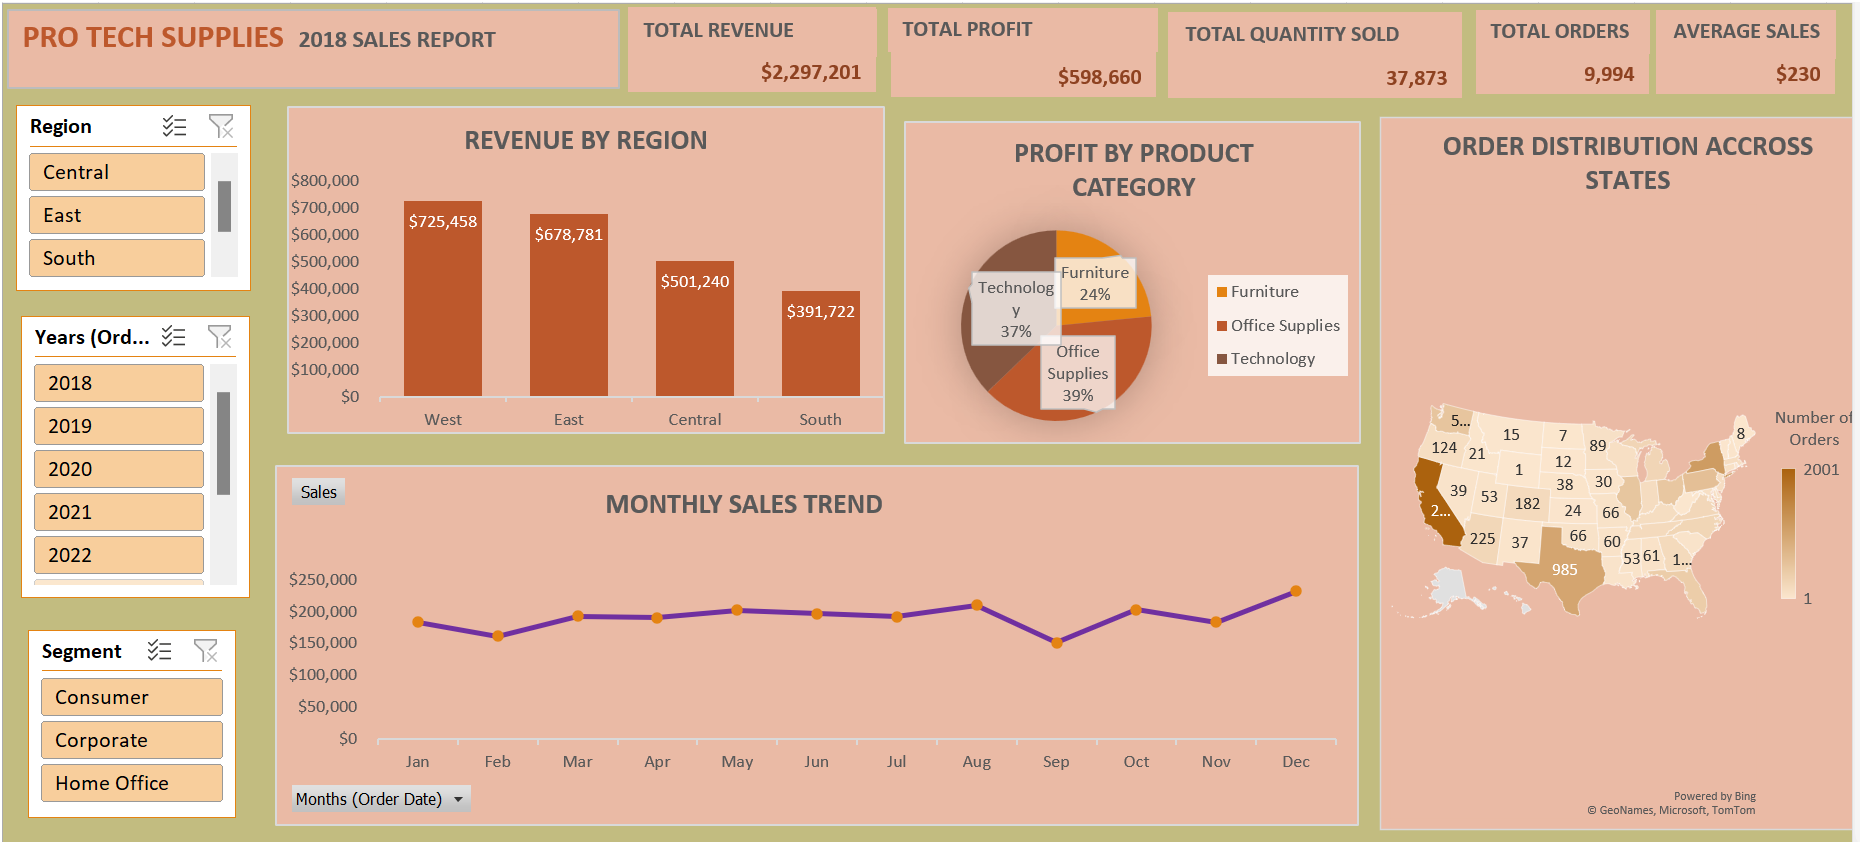 PRO TECH SUPPLIES 2018 SALES REPORT
TOTAL REVENUE
$2,297,201
TOTAL PROFIT
$598,660
TOTAL QUANTITY SOLD
37,873
TOTAL ORDERS
9,994
AVERAGE SALES
$230
Region
Central
East
South
Years (Ord...
2018
2019
2020
2021
2022
Segment
Consumer
Corporate
Home Office
REVENUE BY REGION
$800,000
$700,000
$600,000
$500,000
$400,000
$300,000
$200,000
$100,000
$0
$725,458
$678,781
$501,240
$391,722
West East Central South
PROFIT BY PRODUCT
CATEGORY
Furniture
24%
Technolog
y
37%
Office
Supplies
39%
Furniture
Office Supplies
Technology
Sales
MONTHLY SALES TREND
$250,000
$200,000
$150,000
$100,000
$50,000
$0
Jan Feb Mar Apr May Jun Jul Aug Sep Oct Nov Dec
Months (Order Date)
ORDER DISTRIBUTION ACCROSS
STATES
5...
124
21
15
7
89
8
1
12
39
53
38
30
2...
182
24
66
225
37
66
60
53
61
1...
985
Number of
Orders
2001
1
Powered by Bing
© GeoNames, Microsoft, TomTom